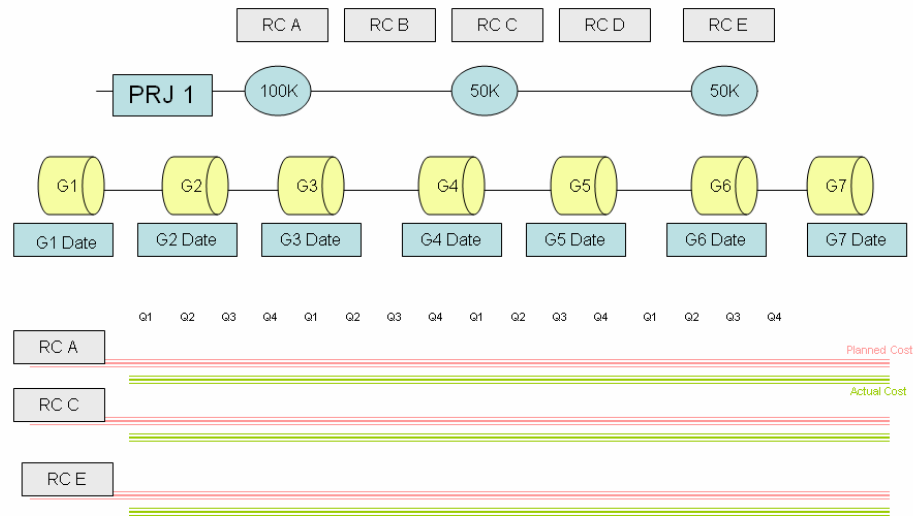 RC A RC B RC C RC D RC E
PRJ 1 100K 50K 50K
G1 G2 G3 G4 G5 G6 G7
G1 Date G2 Date G3 Date G4 Date G5 Date G6 Date G7 Date
Q1 Q2 Q3 Q4 Q1 Q2 Q3 Q4 Q1 Q2 Q3 Q4 Q1 Q2 Q3 Q4
RC A
Planned Cost
Actual Cost
RC C
RC E